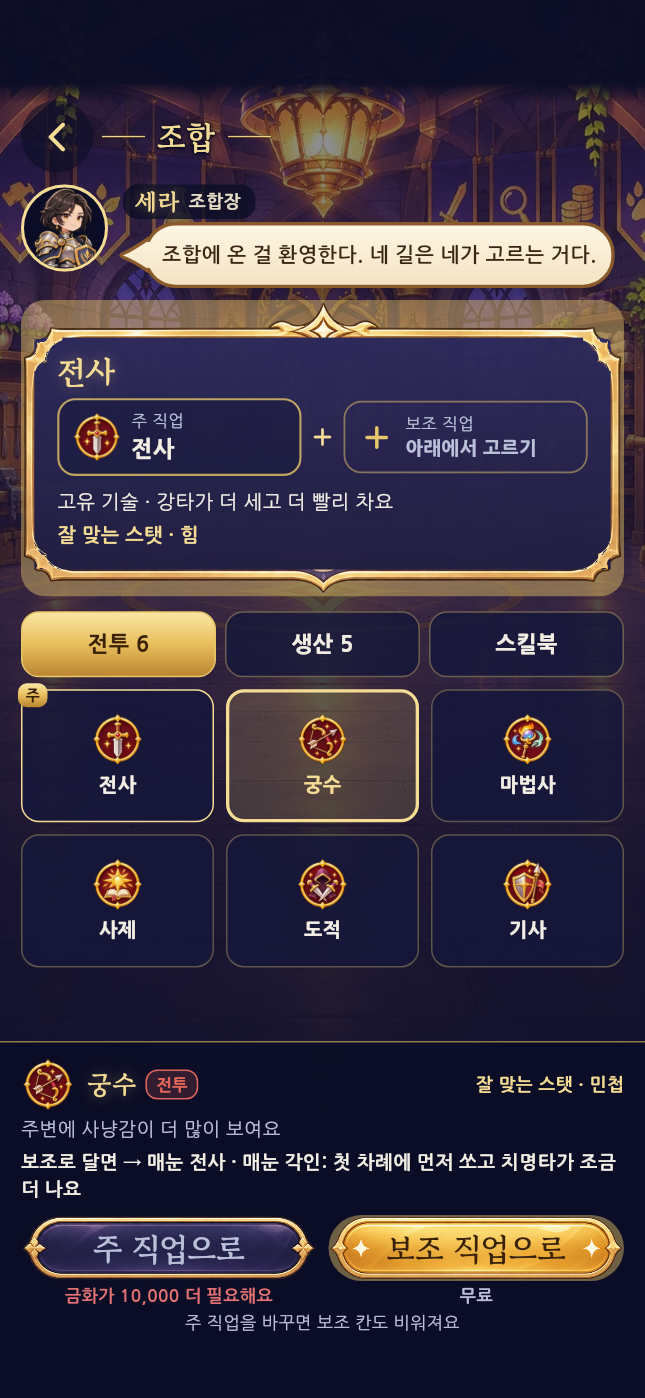 조합
세라 조합장
조합에 온 걸 환영한다. 네 길은 네가 고르는 거다.
전사
주 직업
전사
+
+
보조 직업
아래에서 고르기
고유 기술 · 강타가 더 세고 더 빨리 차요
잘 맞는 스탯 · 힘
전투 6
생산 5
스킬북
주
전사
궁수
마법사
사제
도적
기사
궁수 전투
잘 맞는 스탯 · 민첩
주변에 사냥감이 더 많이 보여요
보조로 달면 → 매눈 전사 · 매눈 각인: 첫 차례에 먼저 쏘고 치명타가 조금
더 나요
주 직업으로
보조 직업으로
금화가 10,000 더 필요해요
무료
주 직업을 바꾸면 보조 칸도 비워져요